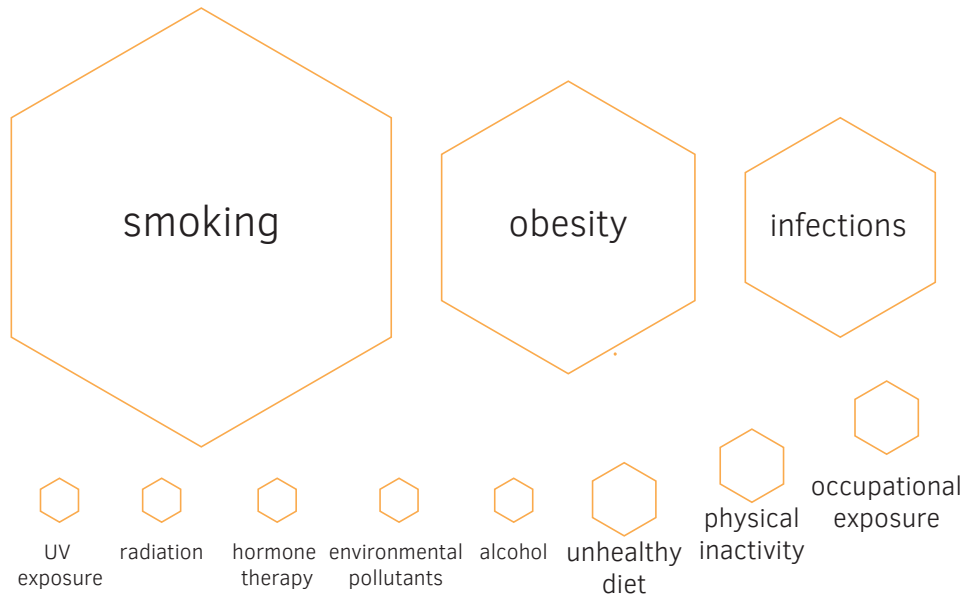 smoking
obesity
infections
UV
exposure
radiation
hormone
therapy
environmental
pollutants
alcohol
unhealthy
diet
physical
inactivity
occupational
exposure